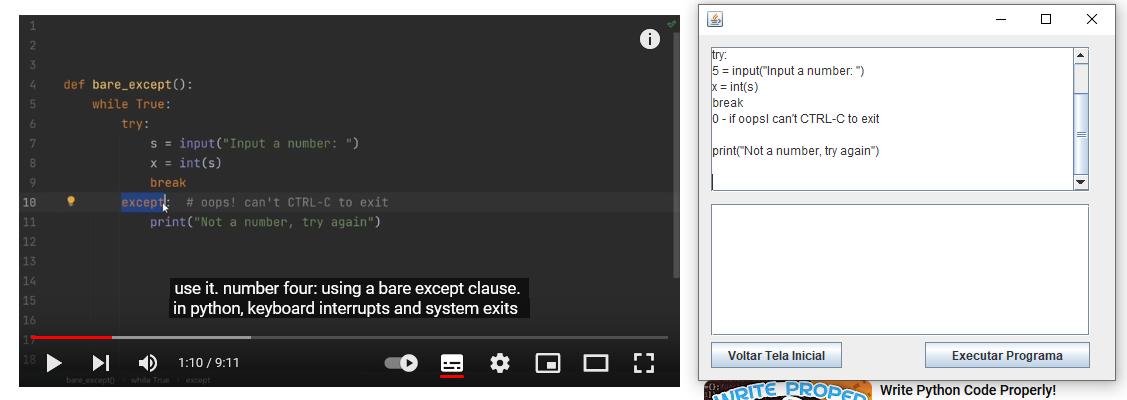 1
2
3
4 def bare_except():
5 while True:
6 try:
7 s = input("Input a number: ")
8 x = int(s)
9 break
10 except: # oops! can't CTRL-C to exit
11 print("Not a number, try again")
12
13
14
15
16
17
18
use it. number four: using a bare except clause.
in python, keyboard interrupts and system exits
1:10 / 9:11
bare_except() › while True › except
try:
5 = input("Input a number: ")
x = int(s)
break
0 - if oopsl can't CTRL-C to exit
print("Not a number, try again")
Voltar Tela Inicial
Executar Programa
WRITE PROPER
Write Python Code Properly!